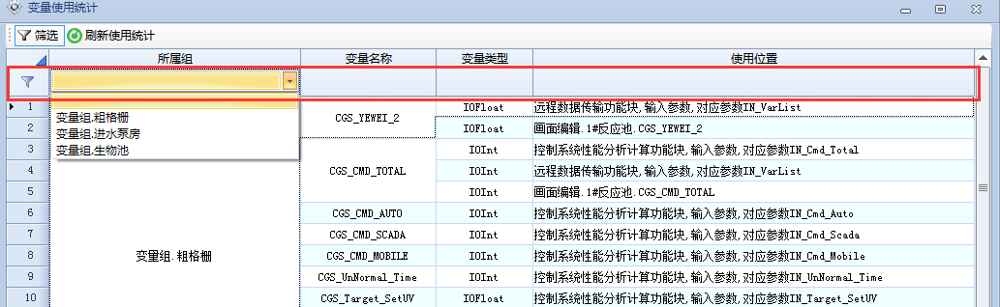 变量使用统计
筛选 刷新使用统计
所属组 变量名称 变量类型 使用位置
变量组.粗格栅
变量组.进水泵房
变量组.生物池
变量组.粗格栅
CGS_YEWEI_2
1 IOFloat 远程数据传输功能块,输入参数,对应参数IN_VarList
2 IOFloat 画面编辑.1#反应池.CGS_YEWEI_2
CGS_CMD_TOTAL
3 IOInt 控制系统性能分析计算功能块,输入参数,对应参数IN_Cmd_Total
4 IOInt 远程数据传输功能块,输入参数,对应参数IN_VarList
5 IOInt 画面编辑.1#反应池.CGS_CMD_TOTAL
6 CGS_CMD_AUTO IOInt 控制系统性能分析计算功能块,输入参数,对应参数IN_Cmd_Auto
7 CGS_CMD_SCADA IOInt 控制系统性能分析计算功能块,输入参数,对应参数IN_Cmd_Scada
8 CGS_CMD_MOBILE IOInt 控制系统性能分析计算功能块,输入参数,对应参数IN_Cmd_Mobile
9 CGS_UnNormal_Time IOInt 控制系统性能分析计算功能块,输入参数,对应参数IN_UnNormal_Time
10 CGS_Target_SetUV IOFloat 控制系统性能分析计算功能块,输入参数,对应参数IN_Target_SetUV